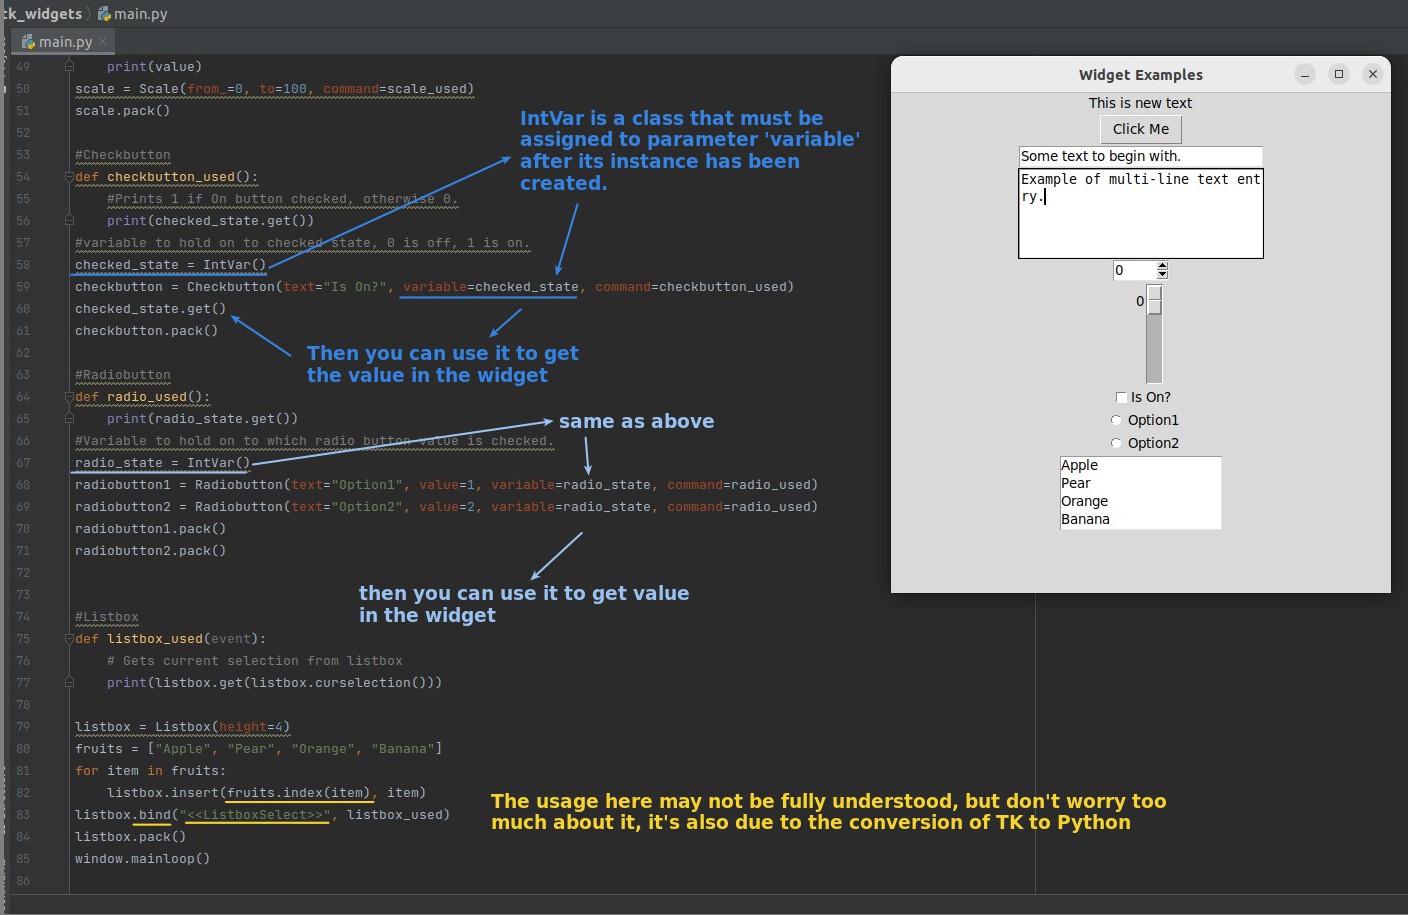 tk_widgets main.py
main.py
49 print(value)
50 scale = Scale(from_=0, to=100, command=scale_used)
51 scale.pack()
52
53 #Checkbutton
54 def checkbutton_used():
55 #Prints 1 if On button checked, otherwise 0.
56 print(checked_state.get())
57 #variable to hold on to checked state, 0 is off, 1 is on.
58 checked_state = IntVar()
59 checkbutton = Checkbutton(text="Is On?", variable=checked_state, command=checkbutton_used)
60 checked_state.get()
61 checkbutton.pack()
62
63 #Radiobutton
64 def radio_used():
65 print(radio_state.get())
66 #Variable to hold on to which radio button value is checked.
67 radio_state = IntVar()
68 radiobutton1 = Radiobutton(text="Option1", value=1, variable=radio_state, command=radio_used)
69 radiobutton2 = Radiobutton(text="Option2", value=2, variable=radio_state, command=radio_used)
70 radiobutton1.pack()
71 radiobutton2.pack()
72
73
74 #Listbox
75 def listbox_used(event):
76 # Gets current selection from listbox
77 print(listbox.get(listbox.curselection()))
78
79 listbox = Listbox(height=4)
80 fruits = ["Apple", "Pear", "Orange", "Banana"]
81 for item in fruits:
82 listbox.insert(fruits.index(item), item)
83 listbox.bind("<<ListboxSelect>>", listbox_used)
84 listbox.pack()
85 window.mainloop()
86
IntVar is a class that must be
assigned to parameter 'variable'
after its instance has been
created.
Then you can use it to get
the value in the widget
same as above
then you can use it to get value
in the widget
The usage here may not be fully understood, but don't worry too
much about it, it's also due to the conversion of TK to Python
Widget Examples
This is new text
Click Me
Some text to begin with.
Example of multi-line text ent
ry.
0
0
Is On?
Option1
Option2
Apple
Pear
Orange
Banana